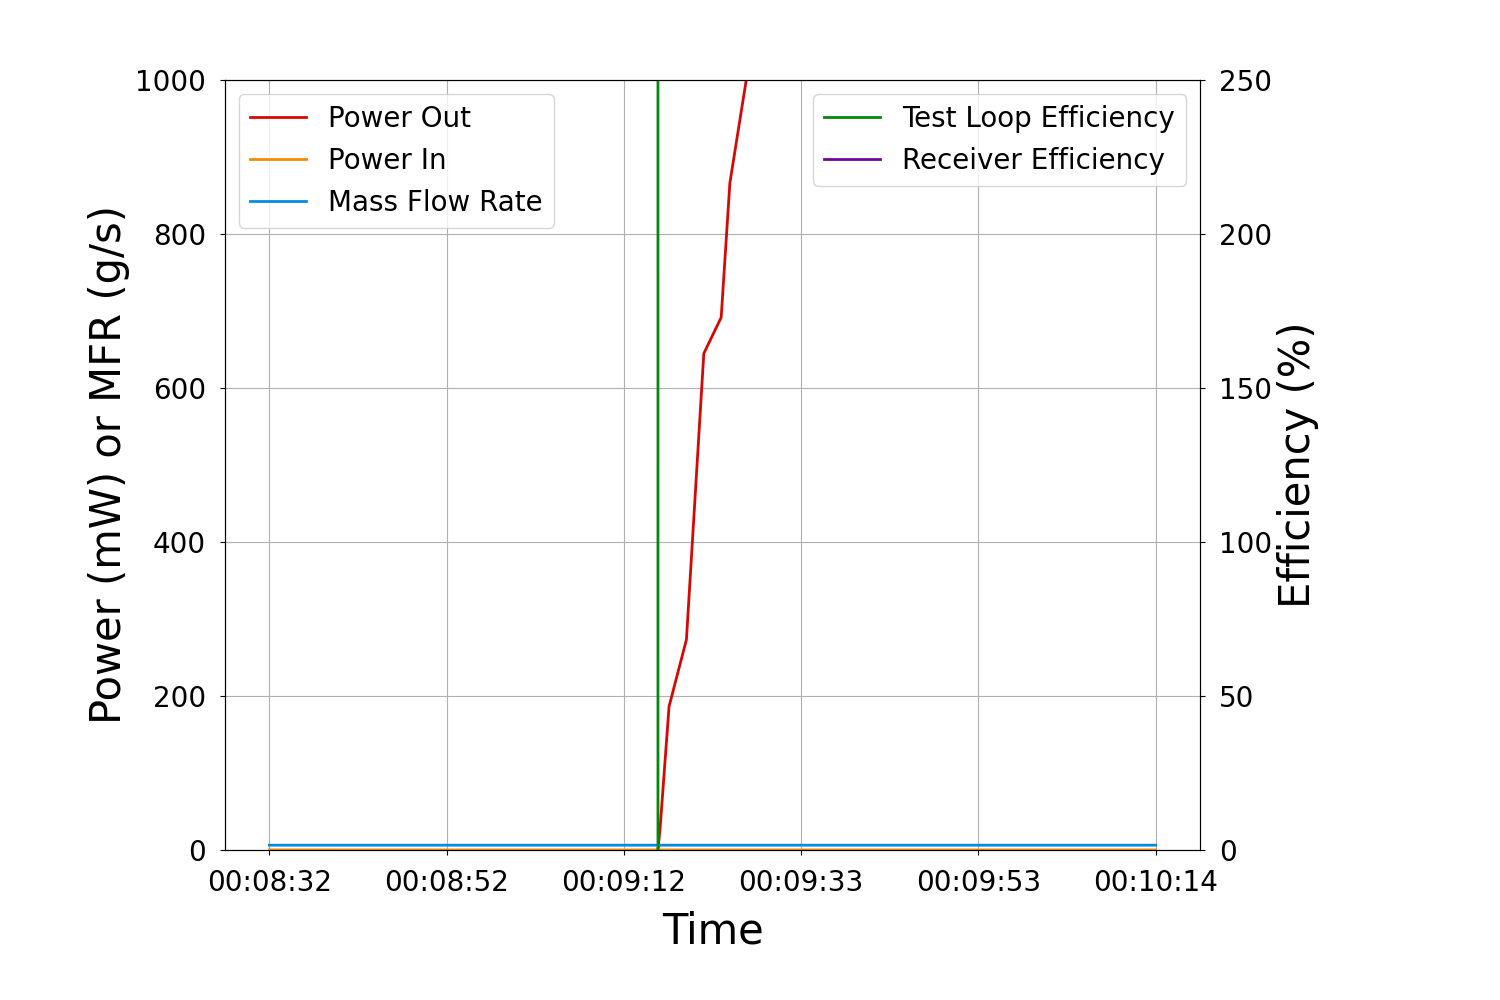 1000
800
600
400
200
0
Power (mW) or MFR (g/s)
Power Out
Power In
Mass Flow Rate
Test Loop Efficiency
Receiver Efficiency
250
200
150
100
50
0
Efficiency (%)
00:08:32 00:08:52 00:09:12 00:09:33 00:09:53 00:10:14
Time